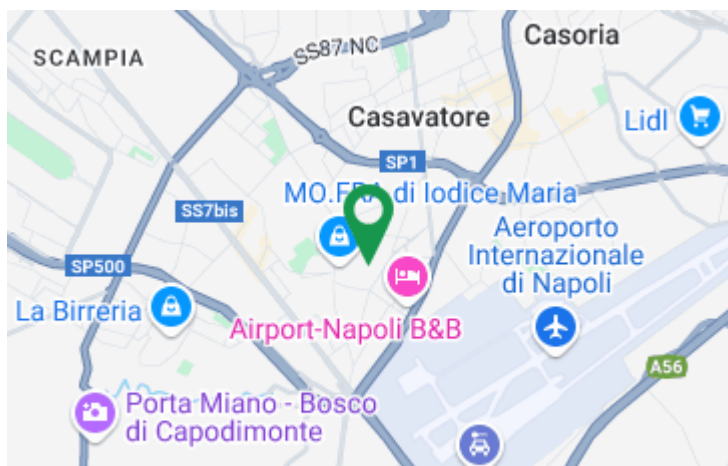 SS87 NC
Casoria
SCAMPIA
Casavatore
Lidl
SP1
MO.FRA di Iodice Maria
SS7bis
Aeroporto
Internazionale
di Napoli
SP500
La Birreria
Airport-Napoli B&B
A56
Porta Miano - Bosco
di Capodimonte